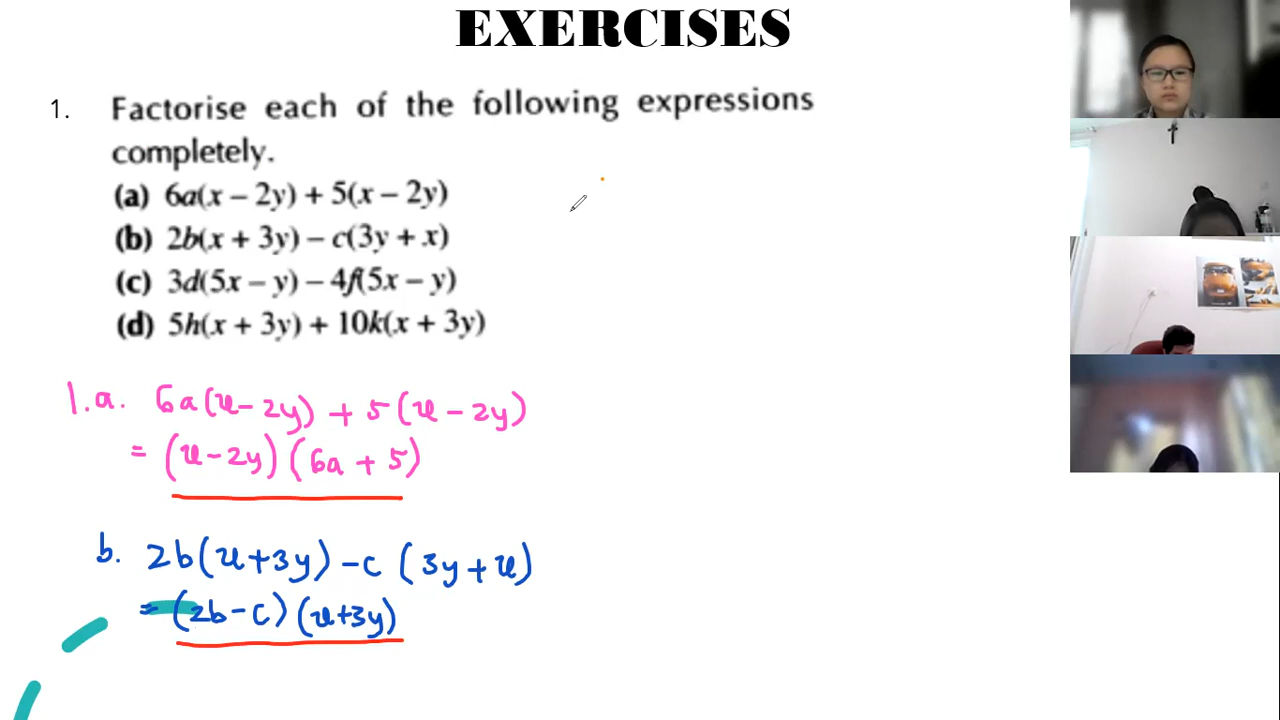 EXERCISES
1. Factorise each of the following expressions
completely.
(a) 6a(x – 2y) + 5(x – 2y)
(b) 2b(x + 3y) – c(3y + x)
(c) 3d(5x – y) – 4f(5x – y)
(d) 5h(x + 3y) + 10k(x + 3y)
1.a. 6a(x-2y) + 5(x-2y)
= (x-2y)(6a+5)
b. 2b(x+3y) -c (3y+x)
= (2b-c)(x+3y)